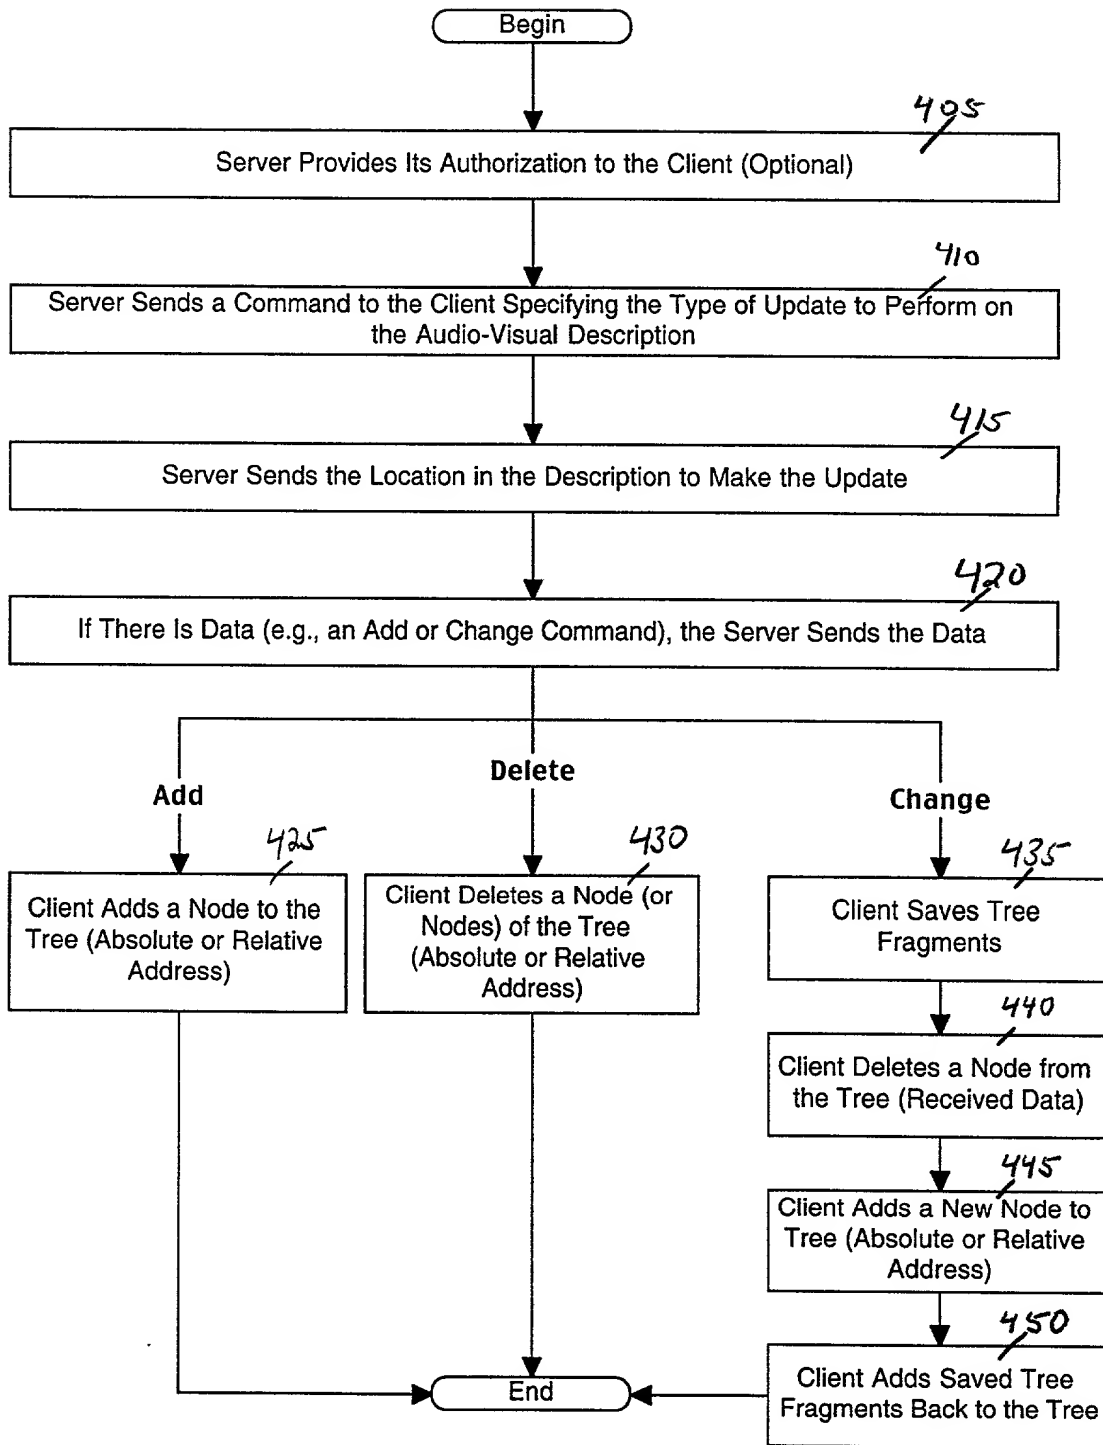 Begin
405
Server Provides Its Authorization to the Client (Optional)
410
Server Sends a Command to the Client Specifying the Type of Update to Perform on
the Audio-Visual Description
415
Server Sends the Location in the Description to Make the Update
420
If There Is Data (e.g., an Add or Change Command), the Server Sends the Data
Add
Delete
Change
425
Client Adds a Node to the
Tree (Absolute or Relative
Address)
430
Client Deletes a Node (or
Nodes) of the Tree
(Absolute or Relative
Address)
435
Client Saves Tree
Fragments
440
Client Deletes a Node from
the Tree (Received Data)
445
Client Adds a New Node to
Tree (Absolute or Relative
Address)
450
Client Adds Saved Tree
Fragments Back to the Tree
End